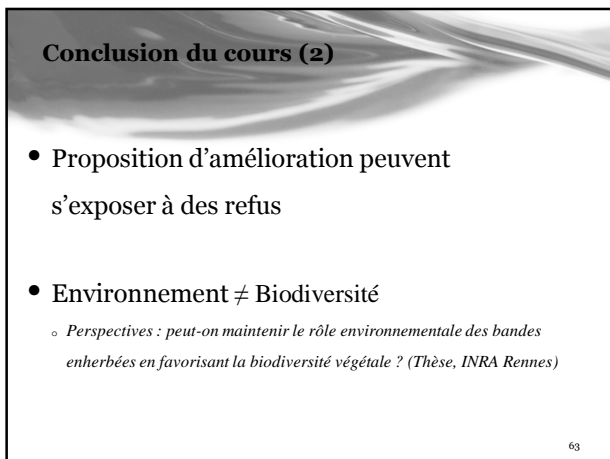 Conclusion du cours (2)
• Proposition d'amélioration peuvent
s'exposer à des refus
• Environnement ≠ Biodiversité
o Perspectives : peut-on maintenir le rôle environnementale des bandes
enherbées en favorisant la biodiversité végétale ? (Thèse, INRA Rennes)
63